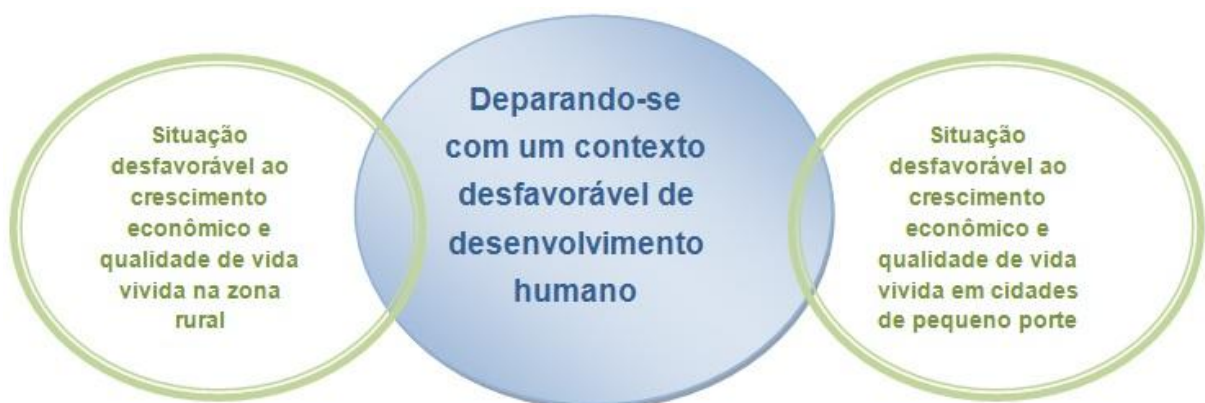 Situação
desfavorável ao
crescimento
econômico e
qualidade de vida
vivida na zona
rural
Deparando-se
com um contexto
desfavorável de
desenvolvimento
humano
Situação
desfavorável ao
crescimento
econômico e
qualidade de vida
vivida em cidades
de pequeno porte